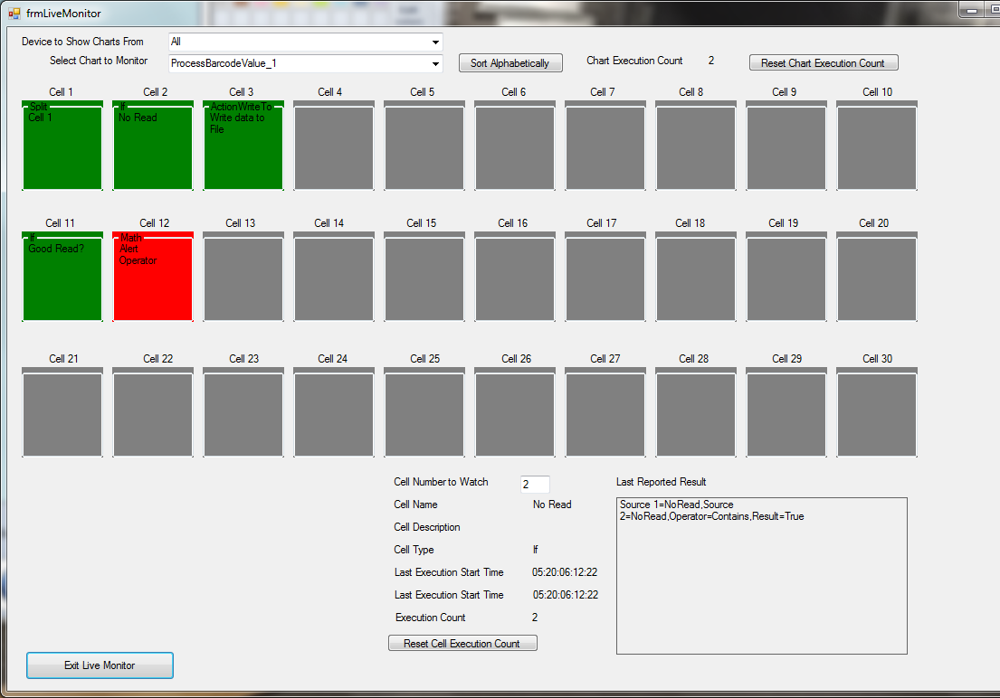 frmLiveMonitor
Device to Show Charts From All
Select Chart to Monitor ProcessBarcodeValue_1 Sort Alphabetically Chart Execution Count 2 Reset Chart Execution Count
Cell 1 Cell 2 Cell 3 Cell 4 Cell 5 Cell 6 Cell 7 Cell 8 Cell 9 Cell 10
Split If ActionWriteTo
Cell 1 No Read Write data to
File
Cell 11 Cell 12 Cell 13 Cell 14 Cell 15 Cell 16 Cell 17 Cell 18 Cell 19 Cell 20
If Math
Good Read? Alert
Operator
Cell 21 Cell 22 Cell 23 Cell 24 Cell 25 Cell 26 Cell 27 Cell 28 Cell 29 Cell 30
Cell Number to Watch 2
Cell Name No Read
Cell Description
Cell Type If
Last Execution Start Time 05:20:06:12:22
Last Execution Start Time 05:20:06:12:22
Execution Count 2
Reset Cell Execution Count
Last Reported Result
Source 1=NoRead,Source
2=NoRead,Operator=Contains,Result=True
Exit Live Monitor